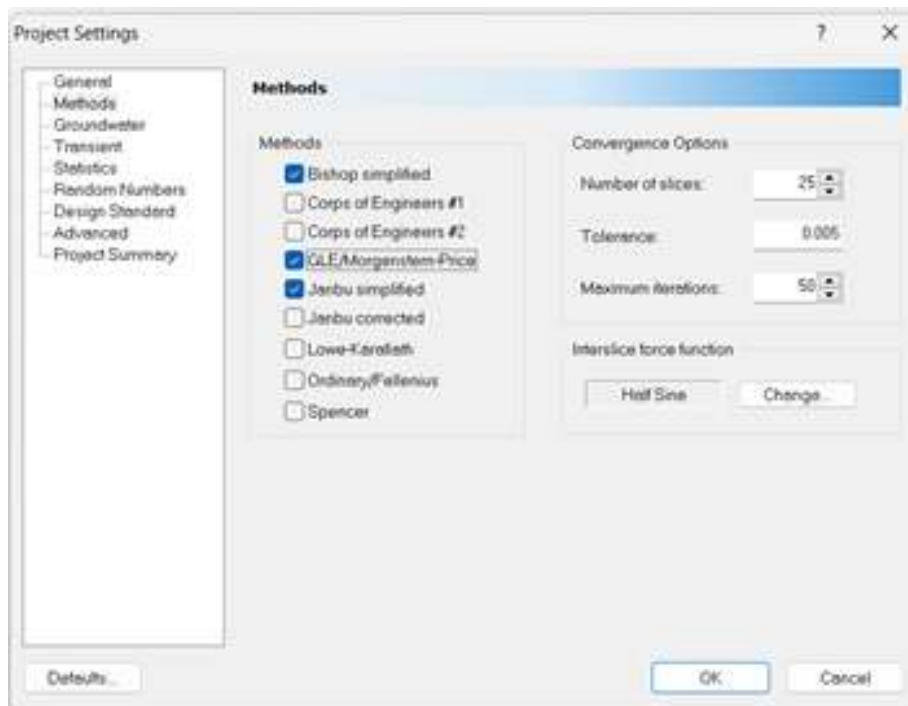 Project Settings
?
General
Methods
Groundwater
Transient
Statistics
Random Numbers
Design Standard
Advanced
Project Summary
Methods
Methods
Bishop simplified
Corps of Engineers #1
Corps of Engineers #2
GLE/Morgenstern-Price
Janbu simplified
Janbu corrected
Lowe-Karafiath
Ordinary/Fellenius
Spencer
Convergence Options
Number of slices: 25
Tolerance: 0.005
Maximum iterations: 50
Interslice force function
Half Sine
Change...
Defaults...
OK
Cancel